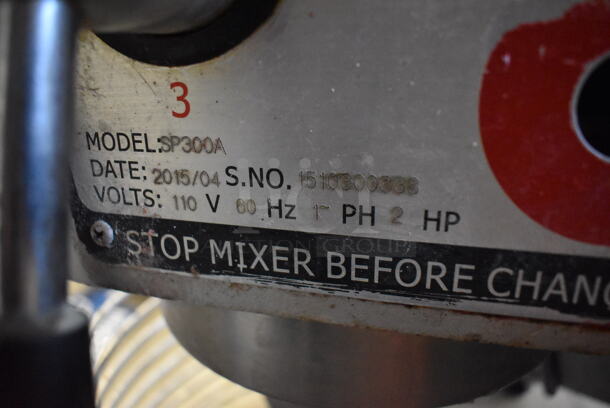 3
MODEL:SP300A
DATE: 2015/04 S.NO.
VOLTS: 110 V 60 Hz 1 PH 2 HP
STOP MIXER BEFORE CHANG